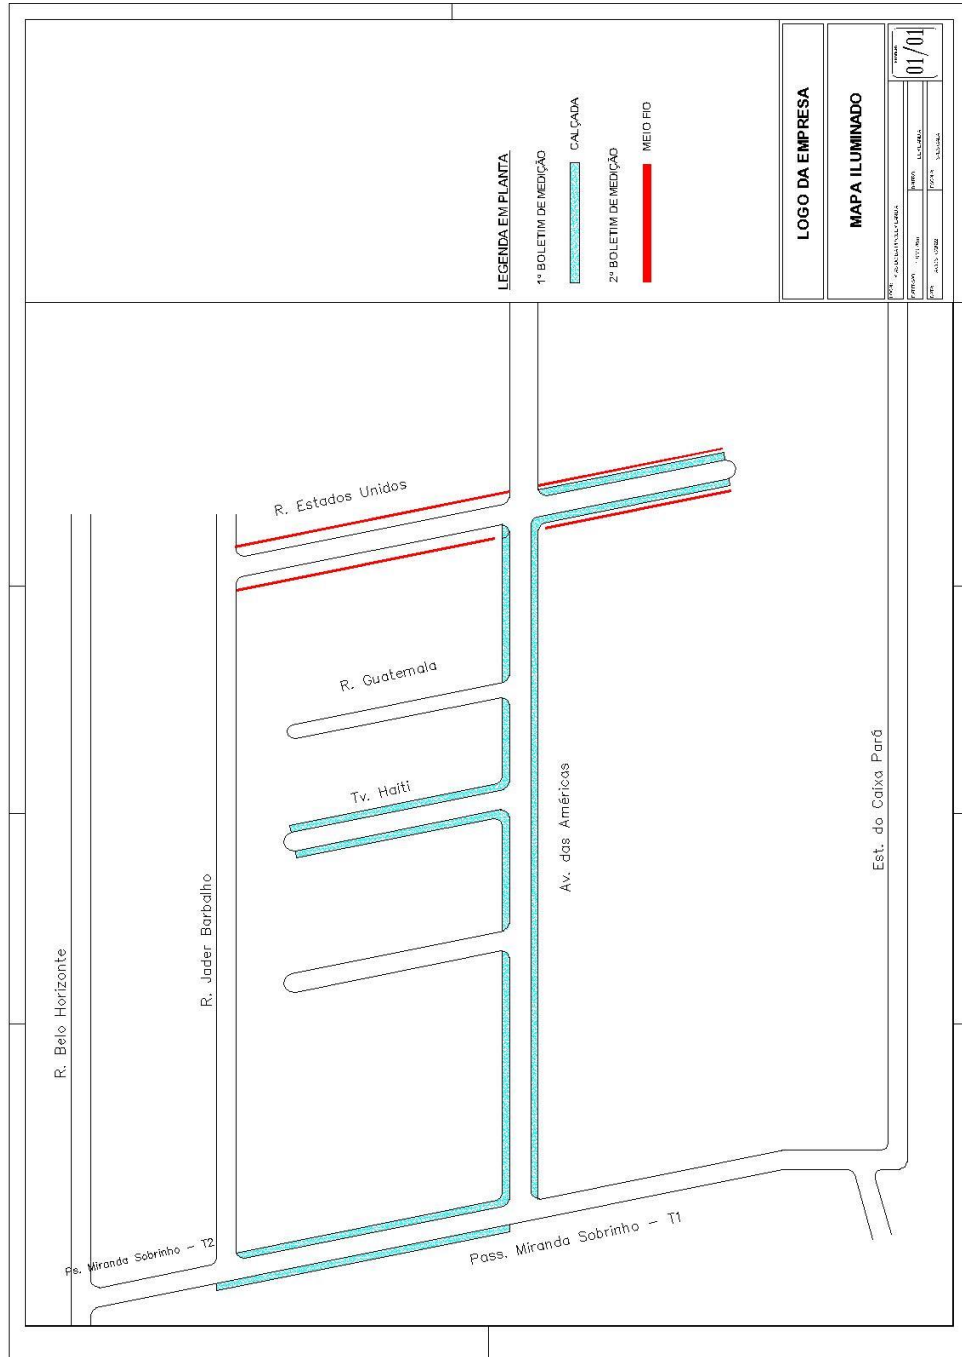 LEGENDA EM PLANTA
1º BOLETIM DE MEDIÇÃO
CALÇADA
2º BOLETIM DE MEDIÇÃO
MEIO FIO
LOGO DA EMPRESA
MAPA ILUMINADO
01/01
R. Estados Unidos
R. Guatemala
Tv. Haiti
Av. das Américas
Est. do Caixa Pará
R. Jader Barbalho
R. Belo Horizonte
Ps. Miranda Sobrinho - T2
Pass. Miranda Sobrinho - T1